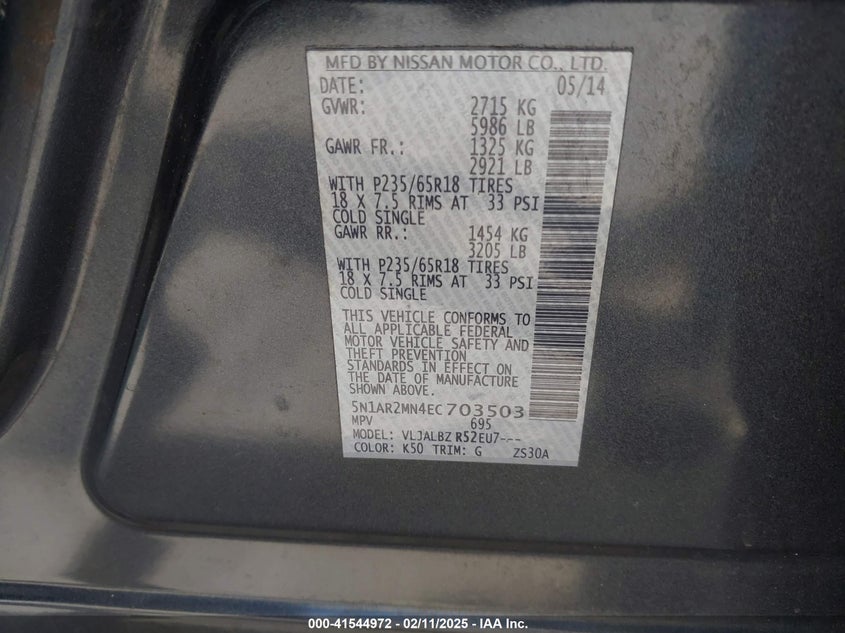 MFD BY NISSAN MOTOR CO., LTD.
DATE: 05/14
GVWR: 2715 KG
5986 LB
GAWR FR.: 1325 KG
2921 LB
WITH P235/65R18 TIRES
18 X 7.5 RIMS AT 33 PSI
COLD SINGLE
GAWR RR.: 1454 KG
3205 LB
WITH P235/65R18 TIRES
18 X 7.5 RIMS AT 33 PSI
COLD SINGLE
THIS VEHICLE CONFORMS TO
ALL APPLICABLE FEDERAL
MOTOR VEHICLE SAFETY AND
THEFT PREVENTION
STANDARDS IN EFFECT ON
THE DATE OF MANUFACTURE
SHOWN ABOVE.
5N1AR2MN4EC703503
MPV 695
MODEL: VLJALBZ R52EU7---
COLOR: K50 TRIM: G ZS30A
000-41544972 - 02/11/2025 - IAA Inc.